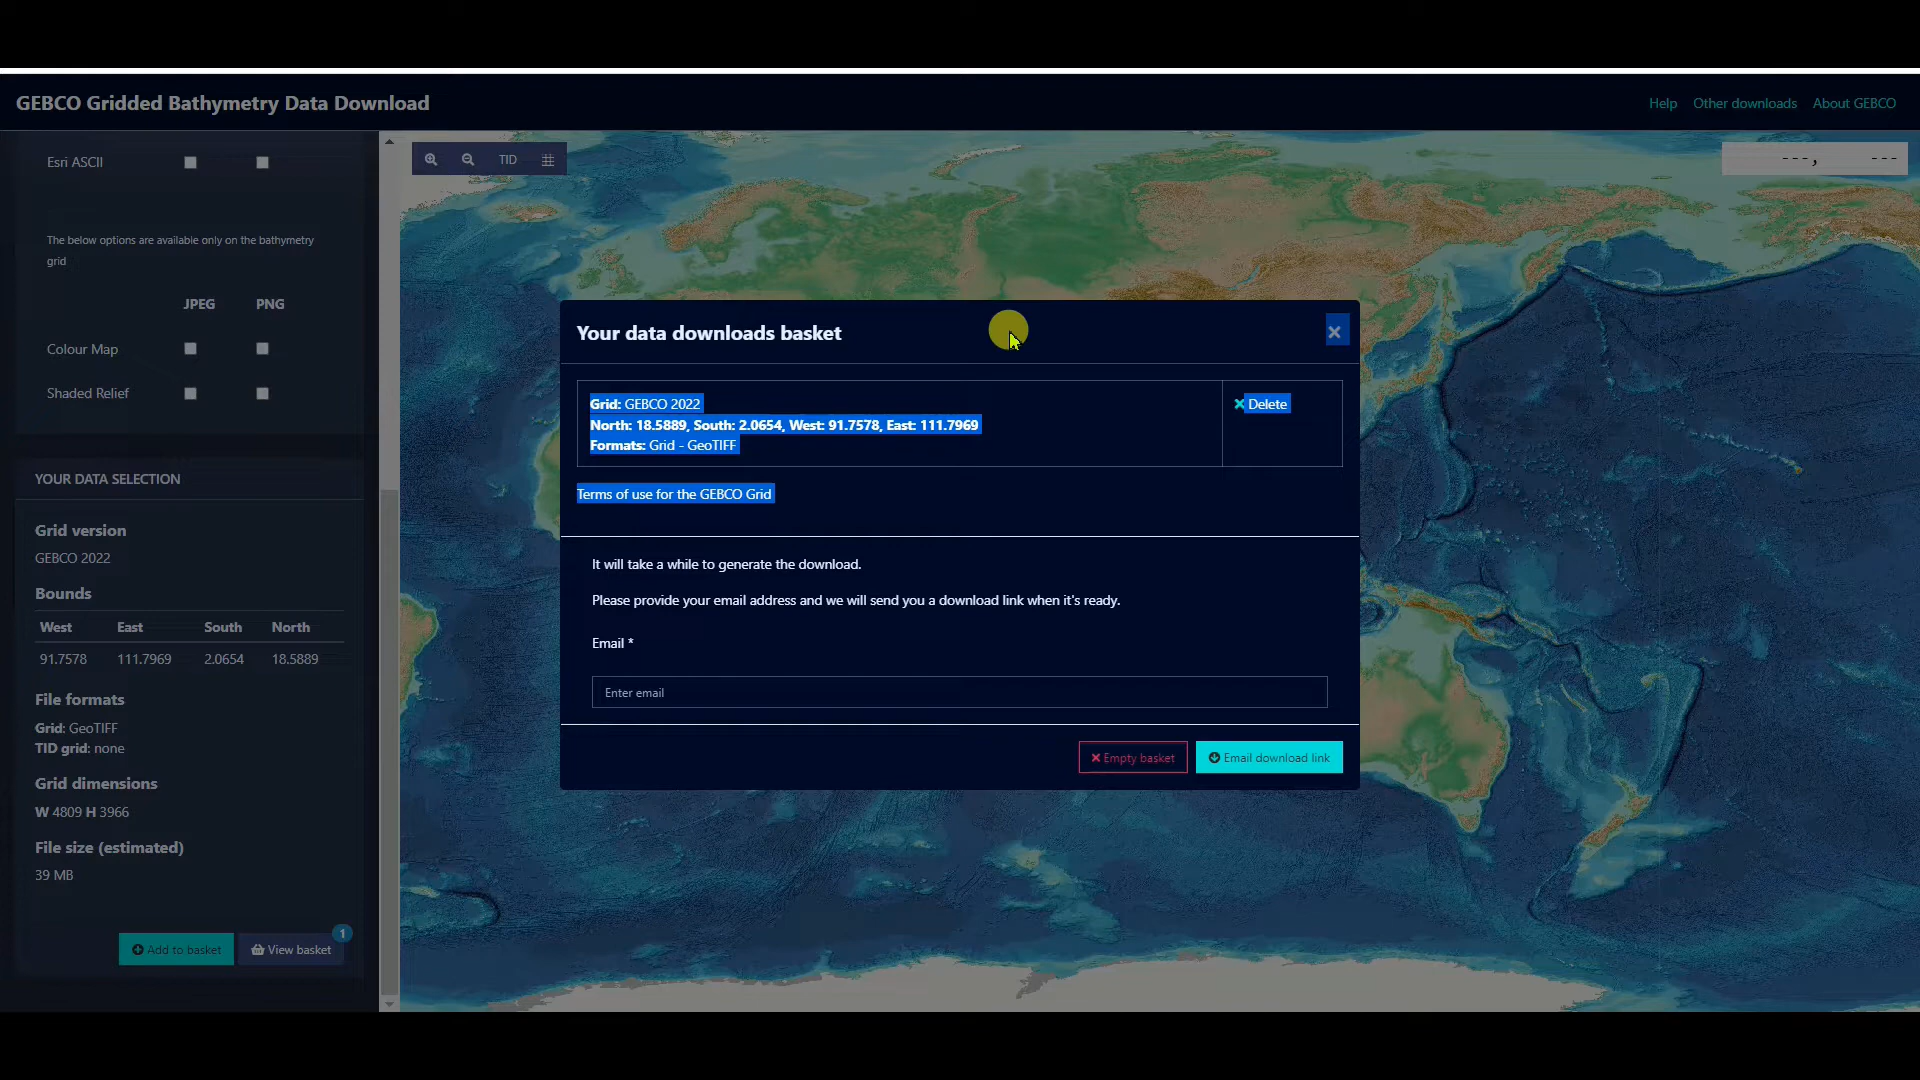 GEBCO Gridded Bathymetry Data Download
Help Other downloads About GEBCO
Esri ASCII
The below options are available only on the bathymetry
grid
JPEG PNG
Colour Map
Shaded Relief
YOUR DATA SELECTION
Grid version
GEBCO 2022
Bounds
West East South North
91.7578 111.7969 2.0654 18.5889
File formats
Grid: GeoTIFF
TID grid: none
Grid dimensions
W 4809 H 3966
File size (estimated)
39 MB
Add to basket
View basket
1
TID
---, ---
Your data downloads basket
Grid: GEBCO 2022
North: 18.5889, South: 2.0654, West: 91.7578, East: 111.7969
Formats: Grid - GeoTIFF
Delete
Terms of use for the GEBCO Grid
It will take a while to generate the download.
Please provide your email address and we will send you a download link when it's ready.
Email *
Enter email
Empty basket
Email download link